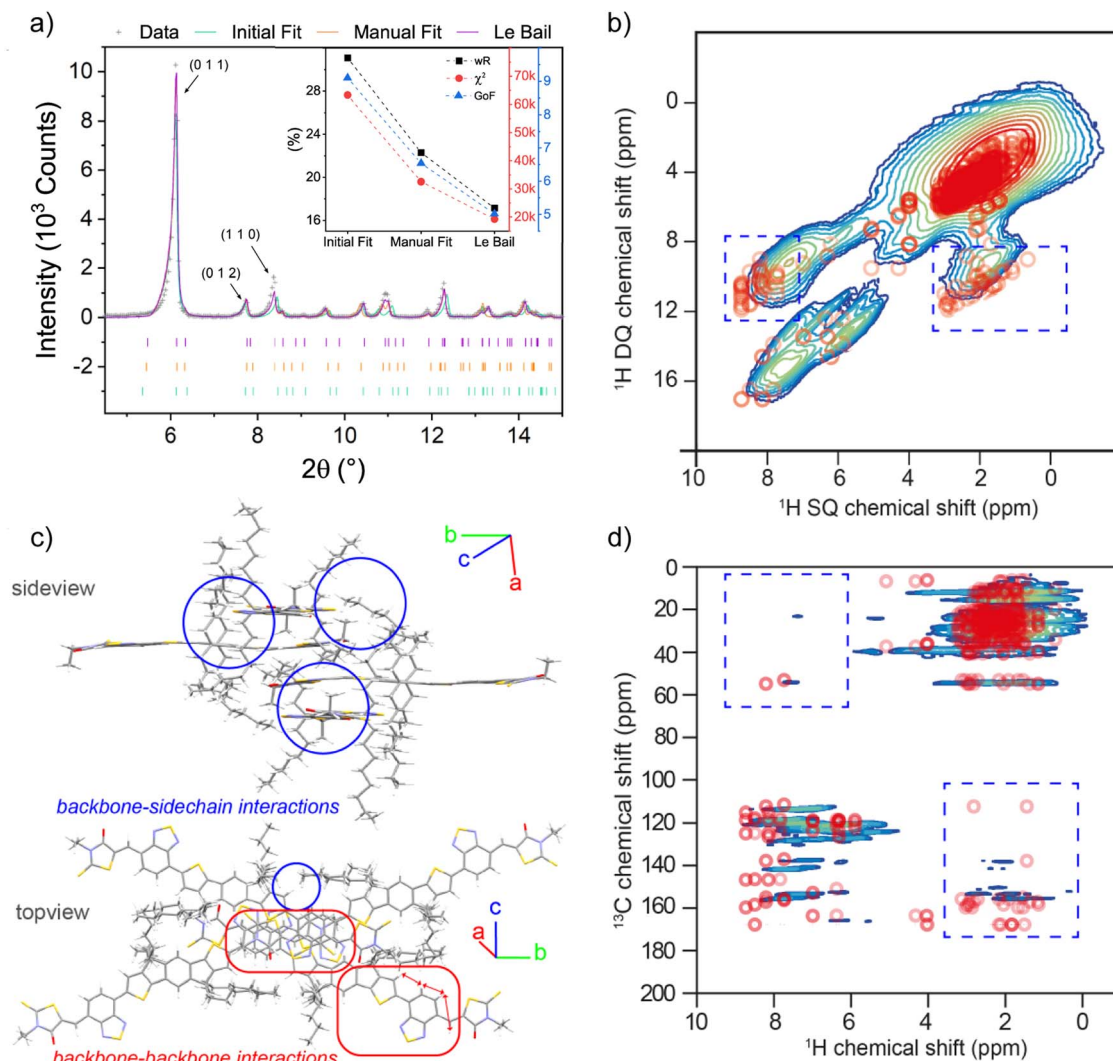 a)
Data Initial Fit Manual Fit Le Bail
Intensity (10³ Counts)
10
8
6
4
2
0
-2
(0 1 1)
(0 1 2)
(1 1 0)
6 8 10 12 14
2θ (°)
(%)
28
24
20
16
wR
χ²
GoF
70k
60k
50k
40k
30k
20k
9
8
7
6
5
Initial Fit Manual Fit Le Bail
b)
¹H DQ chemical shift (ppm)
0
4
8
12
16
10 8 6 4 2 0
¹H SQ chemical shift (ppm)
c)
sideview
b
c
a
backbone-sidechain interactions
topview
c
a
b
backbone-backbone interactions
d)
¹³C chemical shift (ppm)
0
20
40
60
80
100
120
140
160
180
200
10 8 6 4 2 0
¹H chemical shift (ppm)